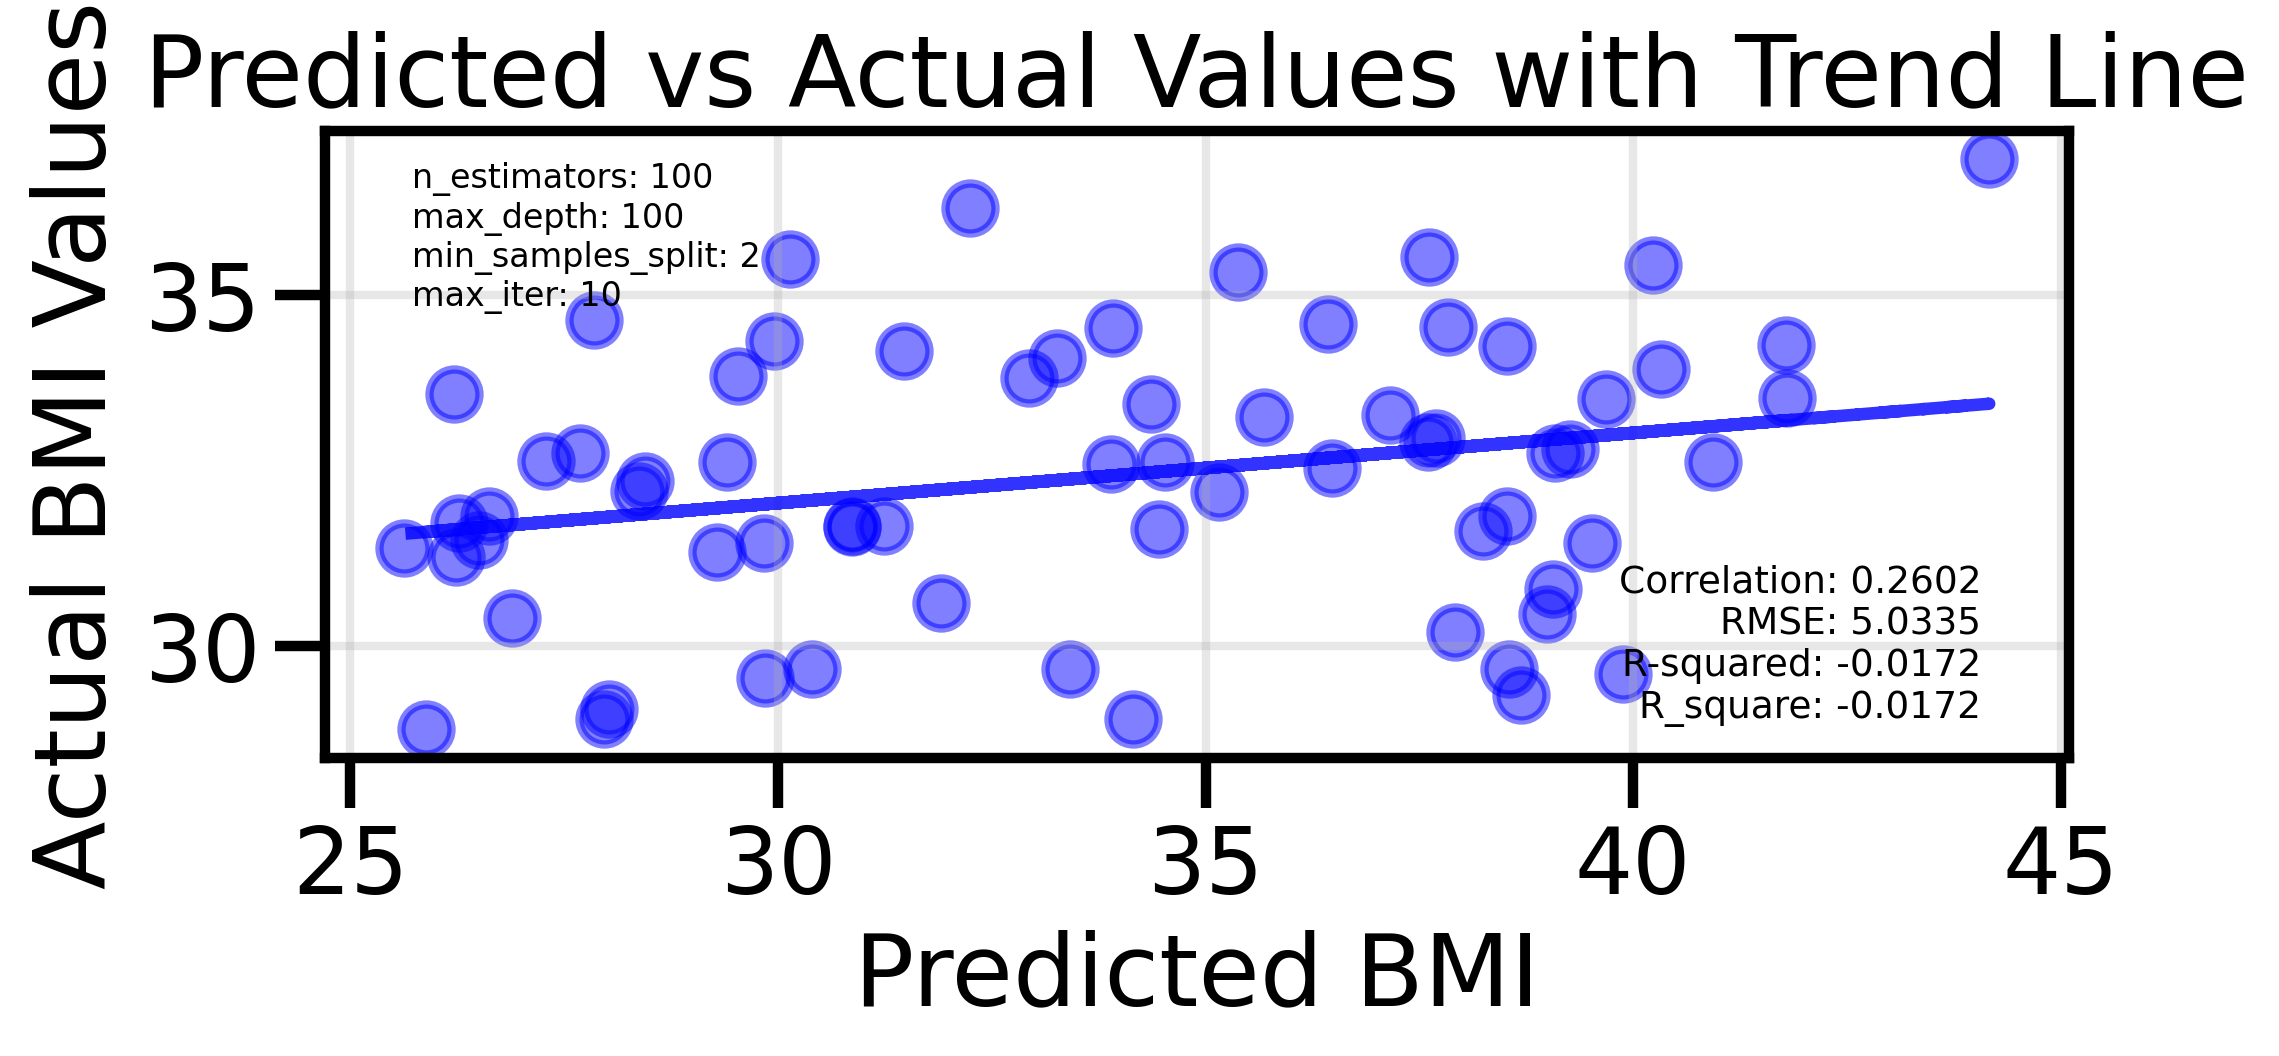 Predicted vs Actual Values with Trend Line
Actual BMI Values
n_estimators: 100
max_depth: 100
min_samples_split: 2
max_iter: 10
35
30
Correlation: 0.2602
RMSE: 5.0335
R-squared: -0.0172
R_square: -0.0172
25 30 35 40 45
Predicted BMI